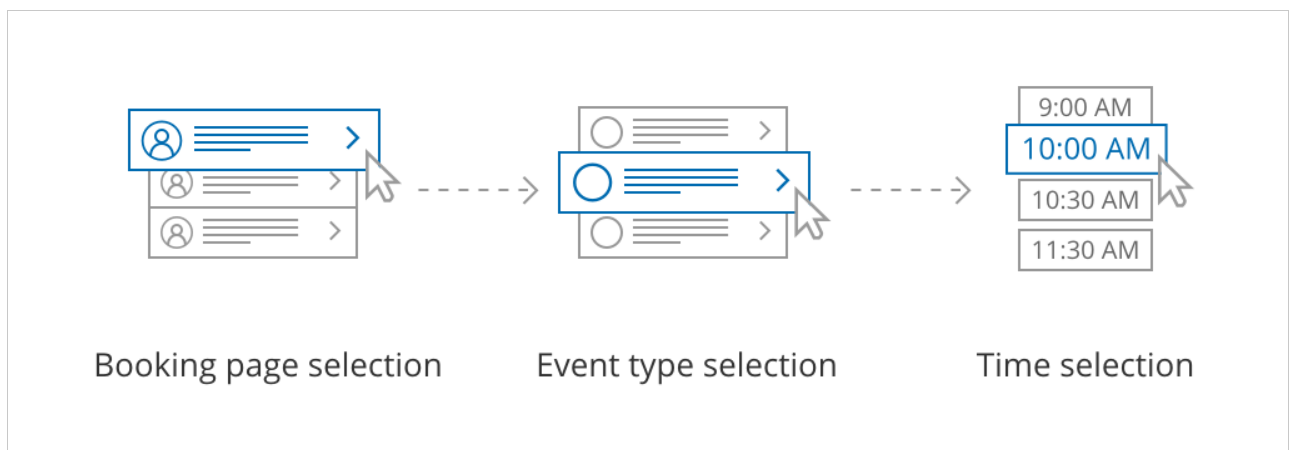 9:00 AM
10:00 AM
10:30 AM
11:30 AM
Booking page selection
Event type selection
Time selection